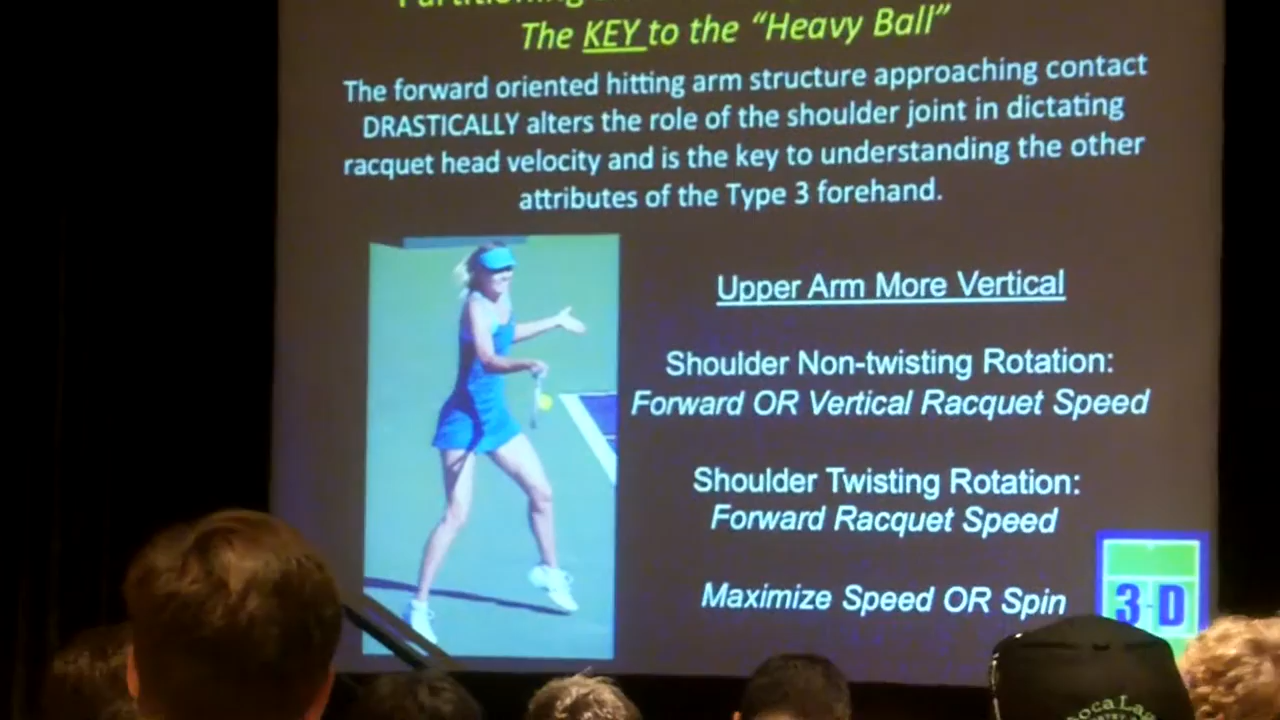 The KEY to the “Heavy Ball”
The forward oriented hitting arm structure approaching contact
DRASTICALLY alters the role of the shoulder joint in dictating
racquet head velocity and is the key to understanding the other
attributes of the Type 3 forehand.
Upper Arm More Vertical
Shoulder Non-twisting Rotation:
Forward OR Vertical Racquet Speed
Shoulder Twisting Rotation:
Forward Racquet Speed
Maximize Speed OR Spin
3-D